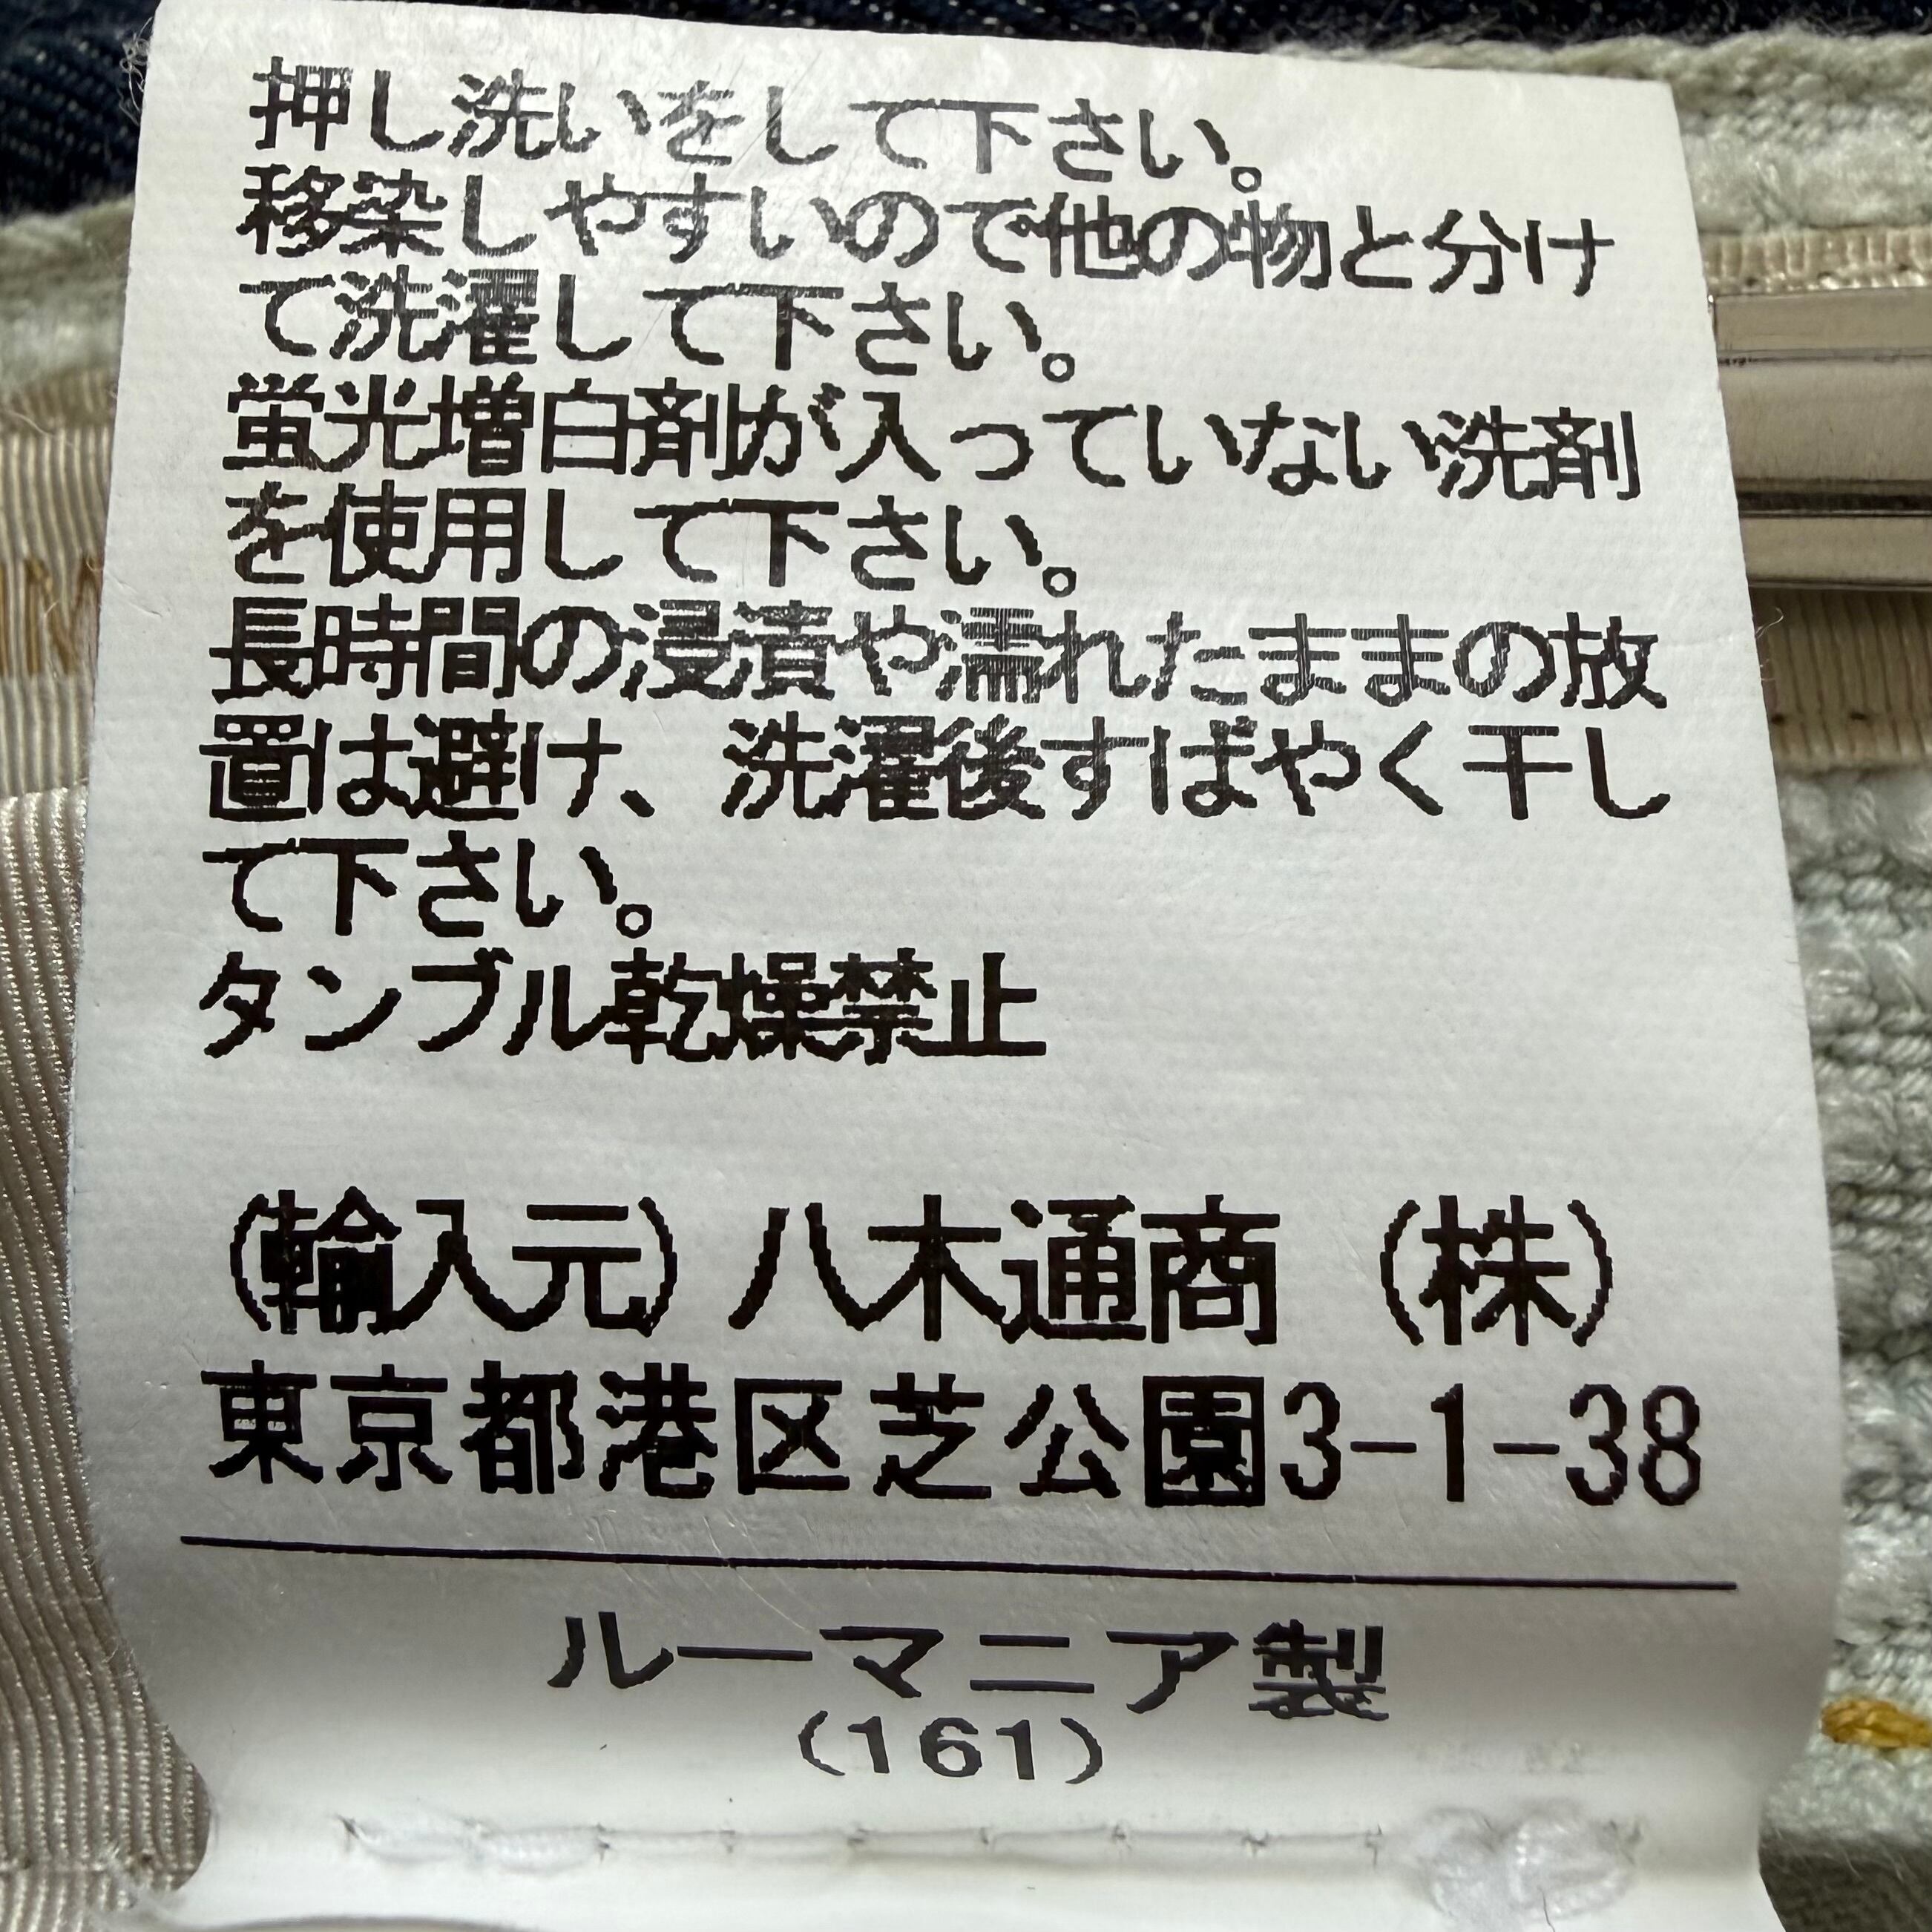 押し洗いをして下さい。
移染しやすいので他の物と分け
て洗濯して下さい。
蛍光増白剤が入っていない洗剤
を使用して下さい。
長時間の浸漬や濡れたままの放
置は避け、洗濯後すばやく干し
て下さい。
タンブル乾燥禁止
(輸入元) 八木通商 (株)
東京都港区芝公園3-1-38
ルーマニア製
(161)